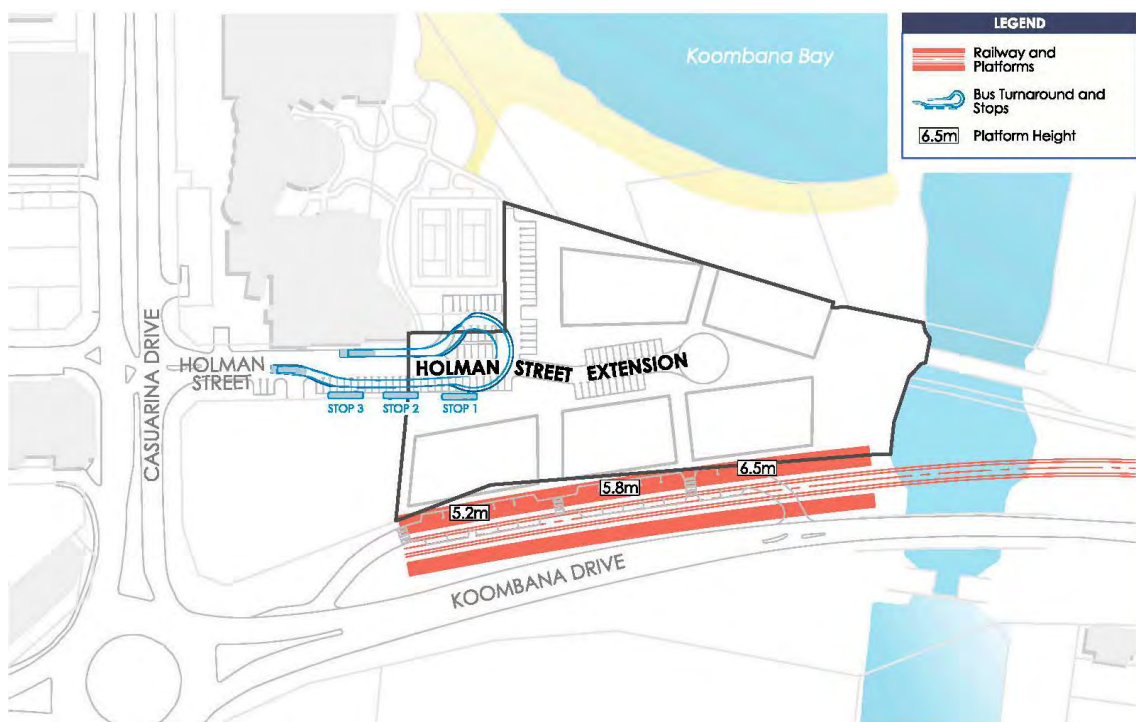 LEGEND
Railway and
Platforms
Bus Turnaround and
Stops
6.5m
Platform Height
Koombana Bay
CASUARINA DRIVE
HOLMAN
STREET
HOLMAN STREET EXTENSION
STOP 3
STOP 2
STOP 1
6.5m
5.8m
5.2m
KOOMBANA DRIVE